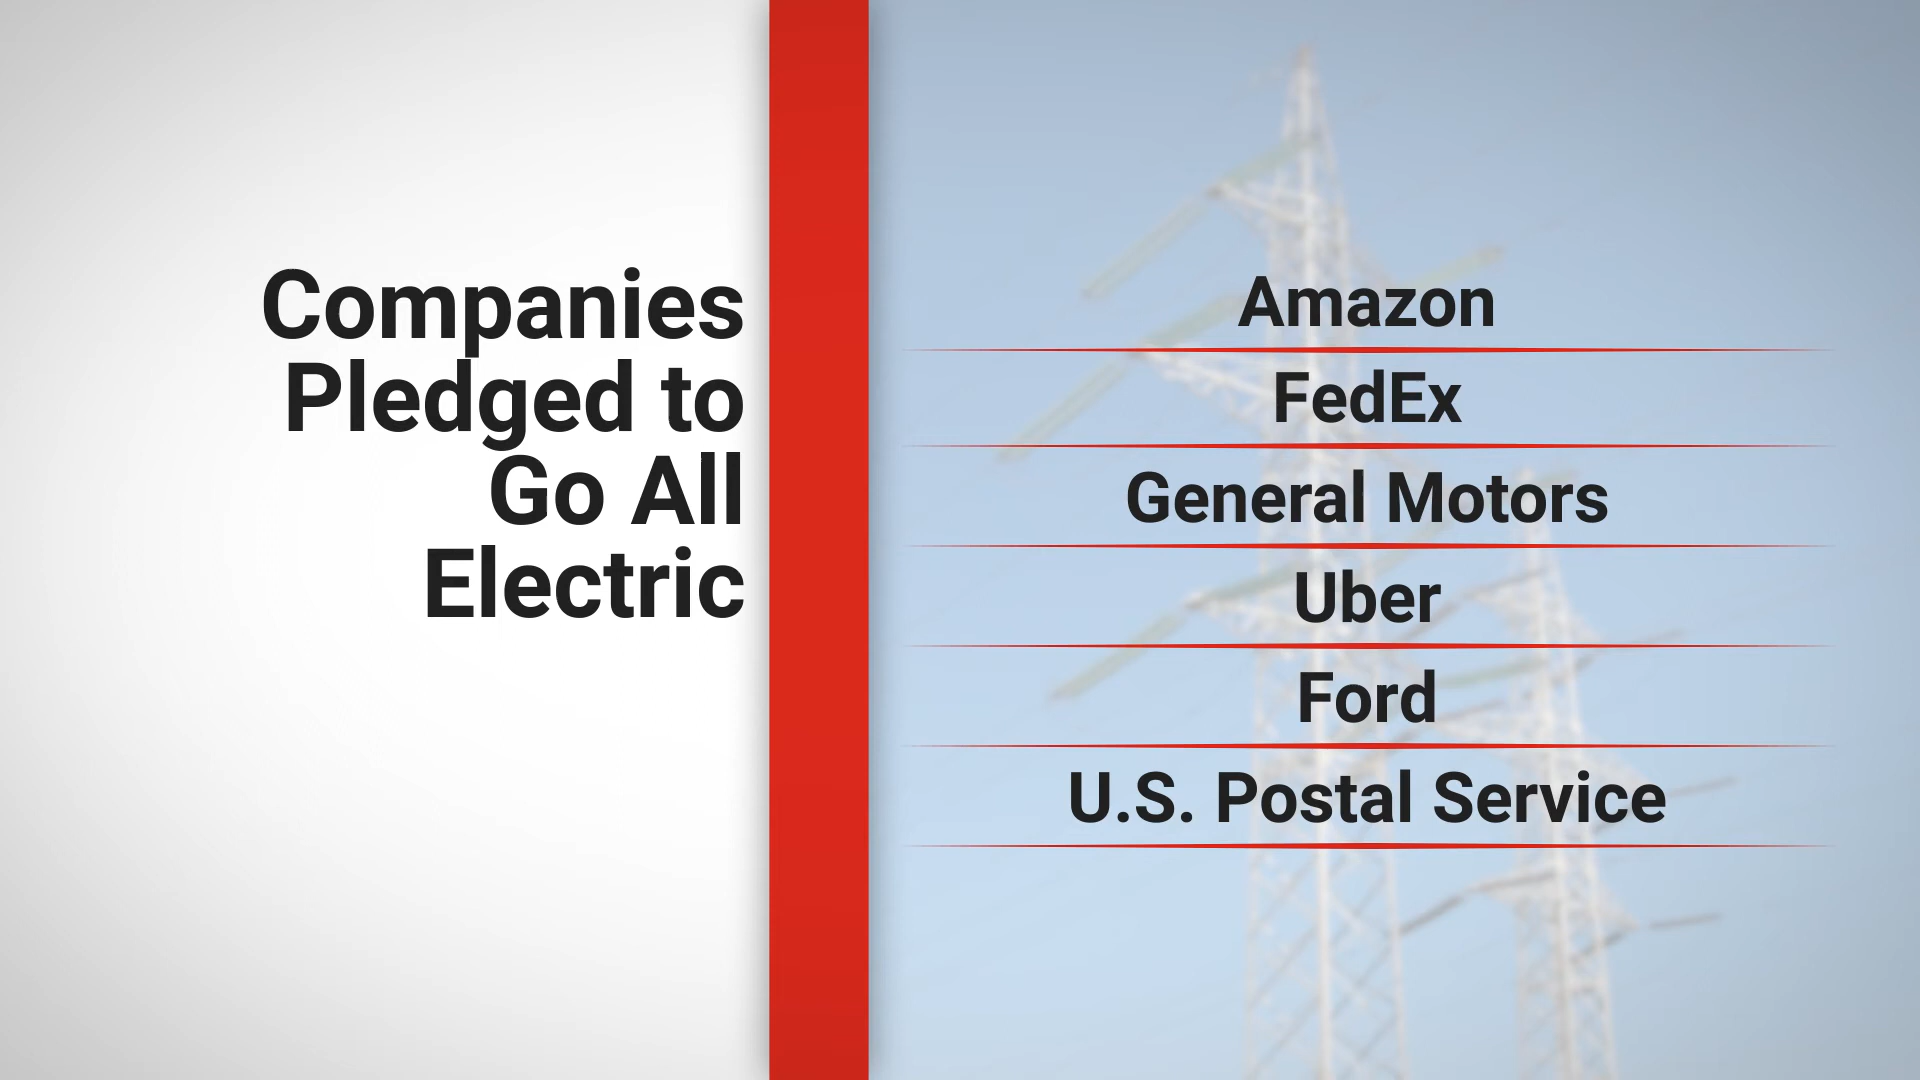 Companies
Pledged to
Go All
Electric
Amazon
FedEx
General Motors
Uber
Ford
U.S. Postal Service